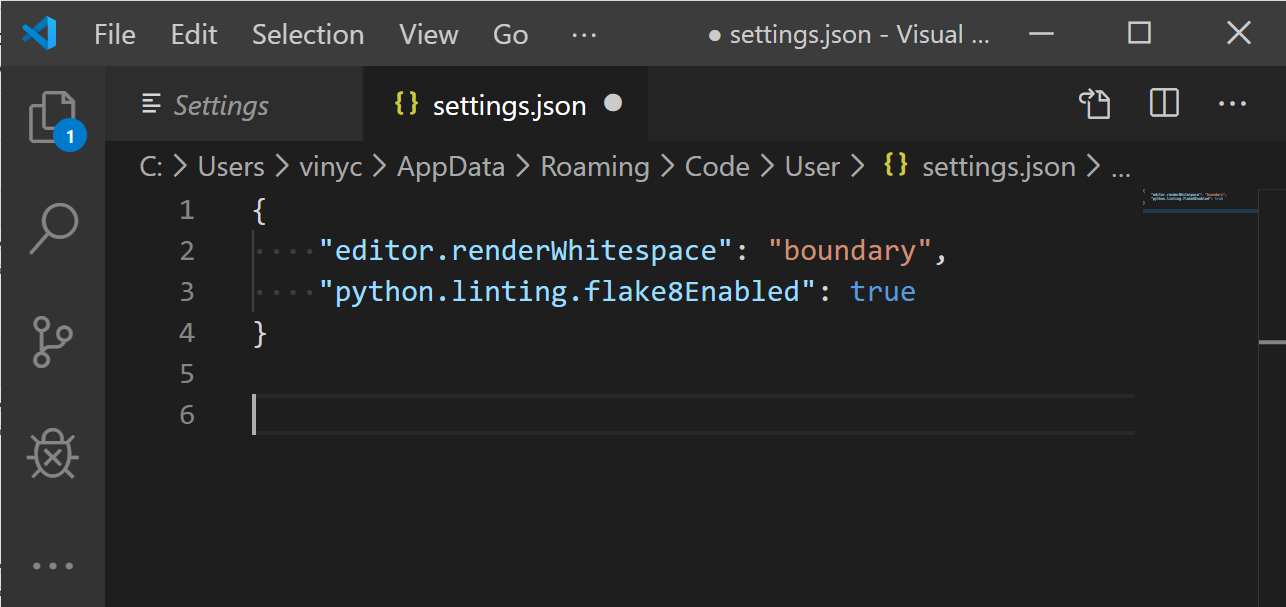 File Edit Selection View Go ··· ● settings.json - Visual ...
Settings {} settings.json ●
1
C: > Users > vinyc > AppData > Roaming > Code > User > {} settings.json > ...
1 {
2 ····"editor.renderWhitespace": "boundary",
3 ····"python.linting.flake8Enabled": true
4 }
5
6